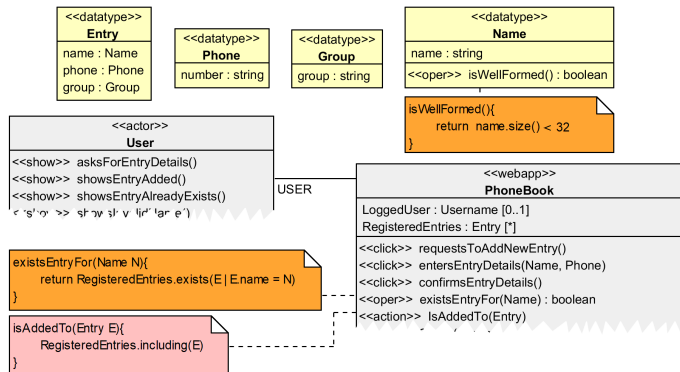 <<datatype>>
Entry
name : Name
phone : Phone
group : Group
<<datatype>>
Phone
number : string
<<datatype>>
Group
group : string
<<datatype>>
Name
name : string
<<oper>> isWellFormed() : boolean
isWellFormed(){
return name.size() < 32
}
<<actor>>
User
<<show>> asksForEntryDetails()
<<show>> showsEntryAdded()
<<show>> showsEntryAlreadyExists()
USER
<<webapp>>
PhoneBook
LoggedUser : Username [0..1]
RegisteredEntries : Entry [*]
<<click>> requestsToAddNewEntry()
<<click>> entersEntryDetails(Name, Phone)
<<click>> confirmsEntryDetails()
<<oper>> existsEntryFor(Name) : boolean
<<action>> IsAddedTo(Entry)
existsEntryFor(Name N){
return RegisteredEntries.exists(E | E.name = N)
}
isAddedTo(Entry E){
RegisteredEntries.including(E)
}